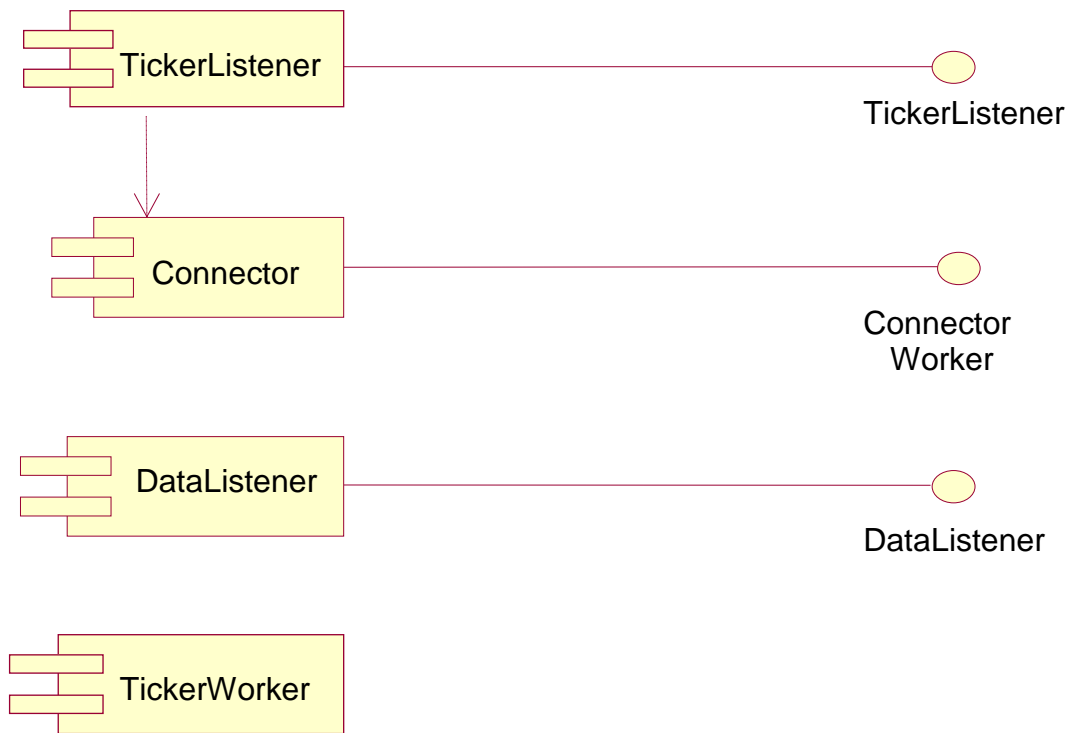 TickerListener
TickerListener
Connector
Connector
Worker
DataListener
DataListener
TickerWorker